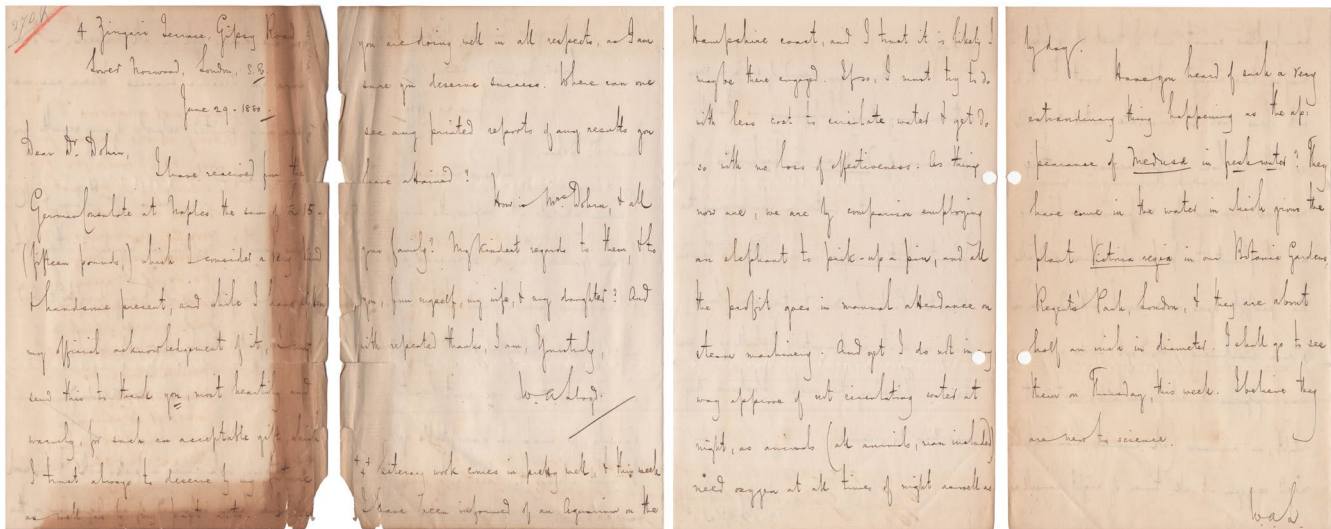 4 Zingari Terrace, Gipsy Road,
Lower Norwood, London, S.E.
June 29 - 1880.
Dear Dr. Dohrn,
I have received from the
German Consulate at Naples, the sum of £15.-
(fifteen pounds,) which I consider a very kind
& handsome present, and while I have
my official acknowledgement of it,
send this to thank you, most heartily and
warmly, for such an acceptable gift, which
I trust always to deserve by my
as well as by my past
you are doing well in all respects, as I am
sure you deserve success. Where can one
see any printed reports of any results you
have attained?
How is Mrs Dohrn, & all
your family? My kindest regards to them, & to
you, from myself, my wife, & my daughter? And
with repeated thanks, I am, Yours truly,
W. A. Lloyd.
Literary work comes in pretty well, & this week
I have been informed of an Aquarium on the
Hampshire coast, and I trust it is likely I
may be there engaged. If so, I must try to do
with less cost to circulate water & yet do
so with no loss of effectiveness. As things
now are, we are by comparison employing
an elephant to pick-up a pin, and all
the profit goes in manual attendance on
steam machinery. And yet I do not in any
way approve of not circulating water at
night, as animals (all animals, man included)
need oxygen at all times of night as well as
by day.
Have you heard of such a very
extraordinary thing happening as the ap:
:pearance of Medusa in fresh water? They
have come in the water in which grows the
plant Victoria regia in our Botanic Gardens,
Regent's Park, London, & they are about
half an inch in diameter. I shall go to see
them on Thursday, this week. I believe they
are new to science.
W.A.L.